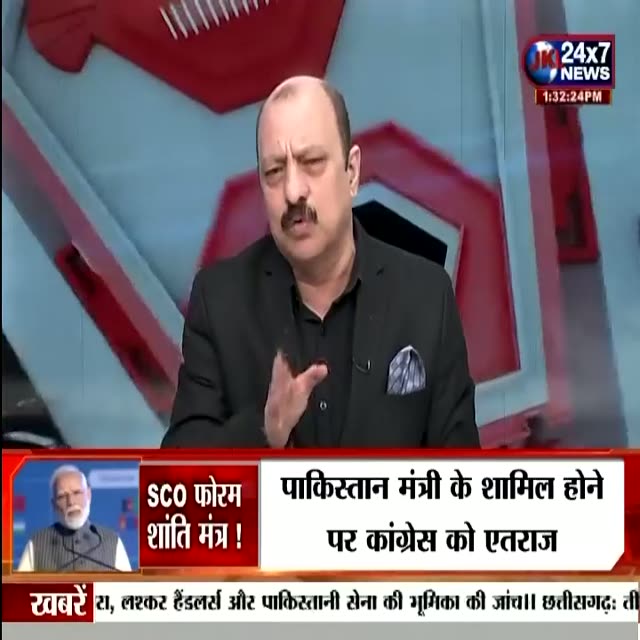 JK 24x7
NEWS
1:32:24PM
SCO फोरम
शांति मंत्र !
पाकिस्तान मंत्री के शामिल होने
पर कांग्रेस को एतराज
खबरें
रा, लश्कर हैंडलर्स और पाकिस्तानी सेना की भूमिका की जांच।। छत्तीसगढ़: ती